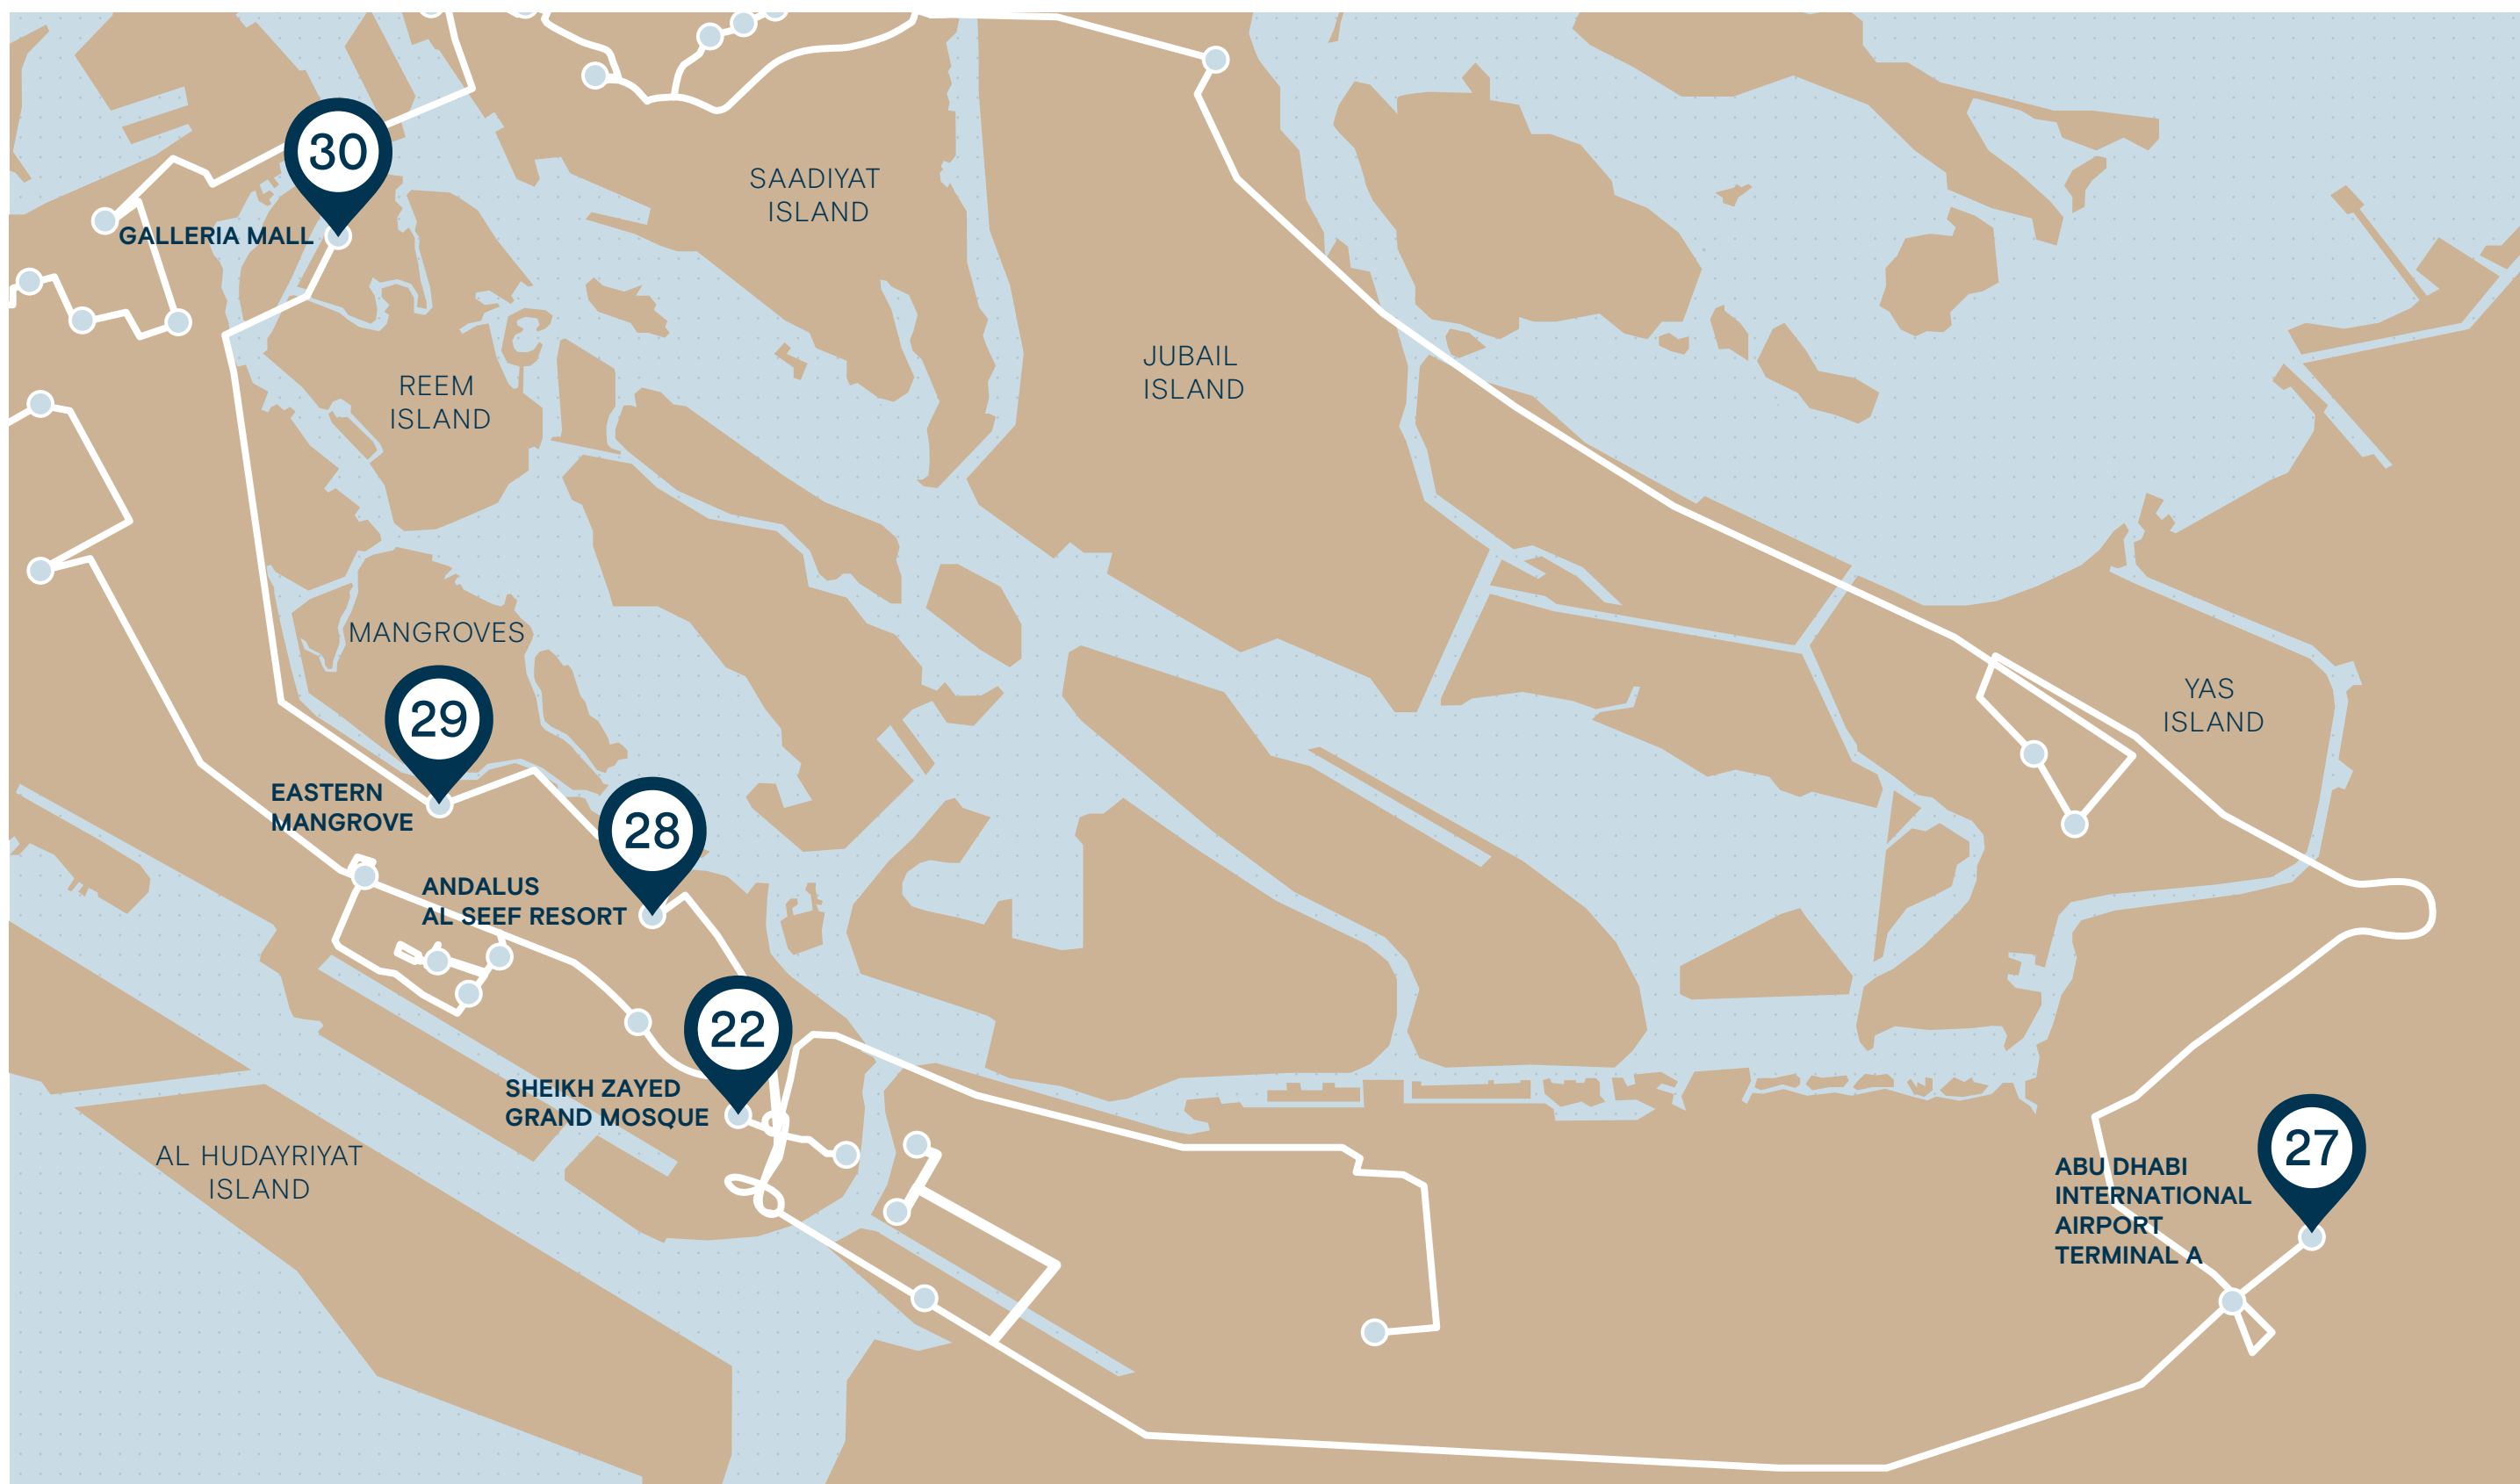 30
SAADIYAT
ISLAND
GALLERIA MALL
JUBAIL
ISLAND
REEM
ISLAND
MANGROVES
29
YAS
ISLAND
EASTERN
MANGROVE
28
ANDALUS
AL SEEF RESORT
22
SHEIKH ZAYED
GRAND MOSQUE
AL HUDAYRIYAT
ISLAND
27
ABU DHABI
INTERNATIONAL
AIRPORT
TERMINAL A